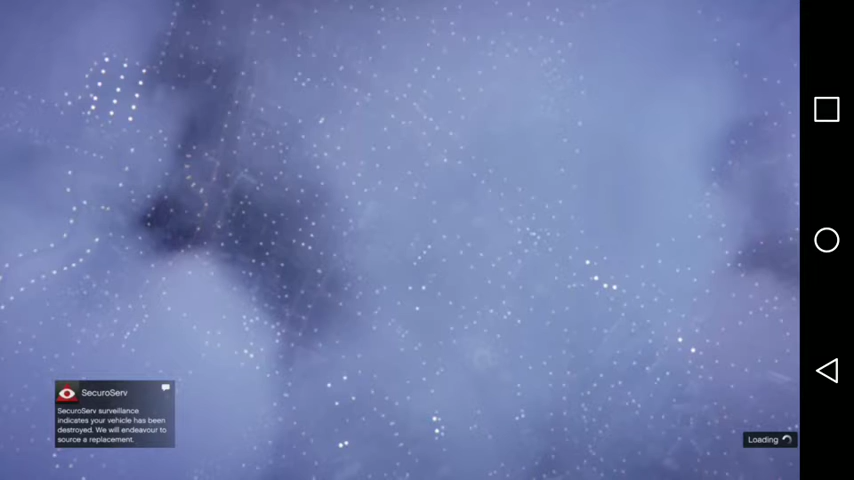 SecuroServ
SecuroServ surveillance
indicates your vehicle has been
destroyed. We will endeavour to
source a replacement.
Loading